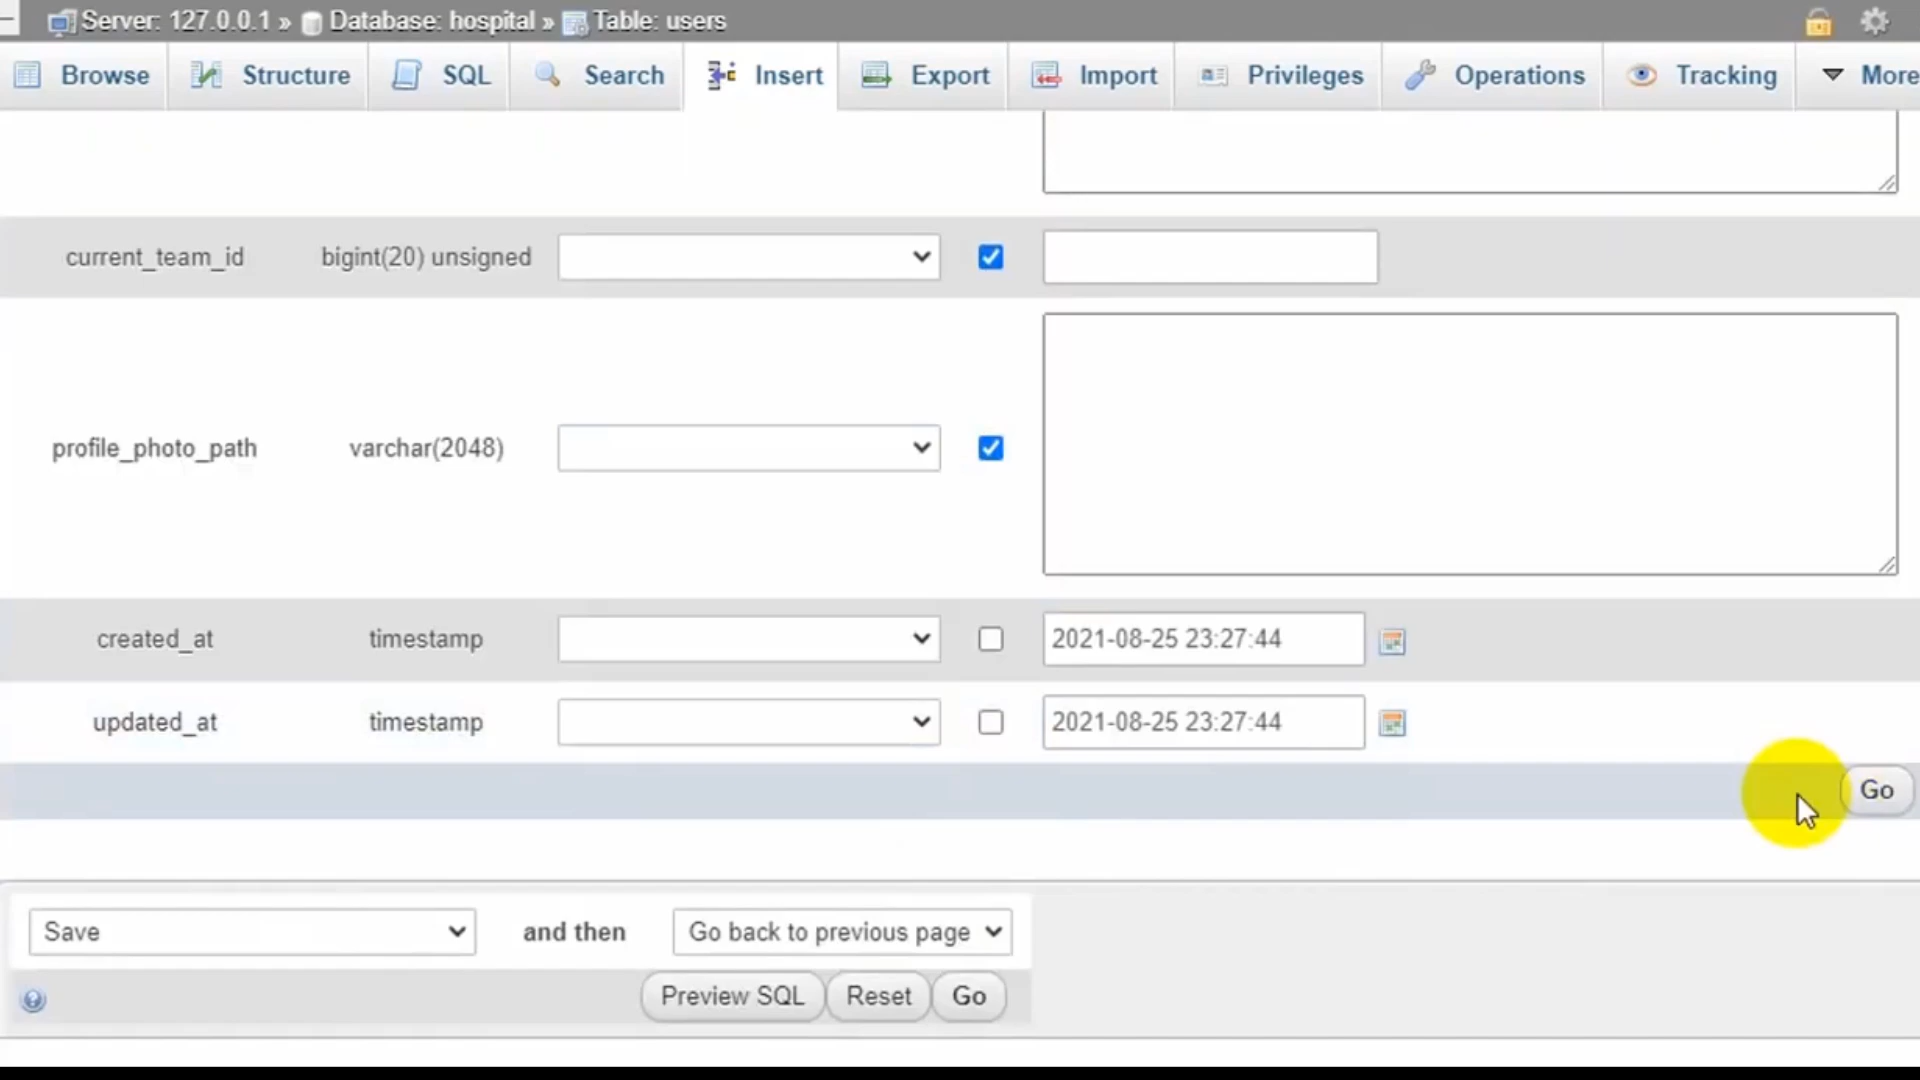 Server: 127.0.0.1 » Database: hospital » Table: users
Browse Structure SQL Search Insert Export Import Privileges Operations Tracking More
current_team_id bigint(20) unsigned
profile_photo_path varchar(2048)
created_at timestamp 2021-08-25 23:27:44
updated_at timestamp 2021-08-25 23:27:44
Go
Save and then Go back to previous page
Preview SQL Reset Go